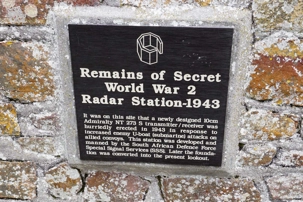 Remains of Secret
World War 2
Radar Station-1943
It was on this site that a newly designed 10cm
Admiralty NT 273 S transmitter/receiver was
hurriedly erected in 1943 in response to
increased enemy U-boat (submarine) attacks on
allied convoys. This station was developed and
manned by the South African Defence Force
Special Signal Services (SSS). Later the founda-
tion was converted into the present lookout.